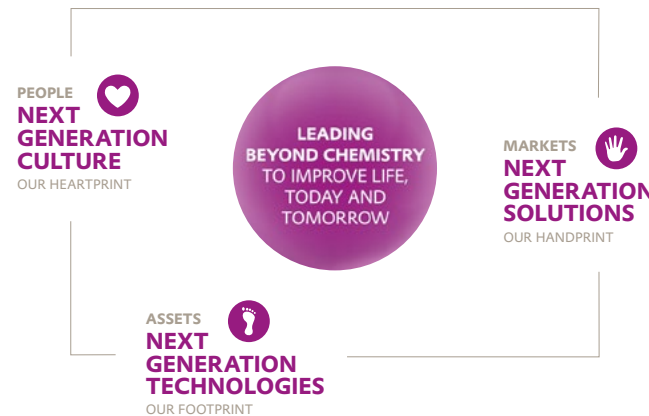 PEOPLE
NEXT
GENERATION
CULTURE
OUR HEARTPRINT
LEADING
BEYOND CHEMISTRY
TO IMPROVE LIFE,
TODAY AND
TOMORROW
MARKETS
NEXT
GENERATION
SOLUTIONS
OUR HANDPRINT
ASSETS
NEXT
GENERATION
TECHNOLOGIES
OUR FOOTPRINT